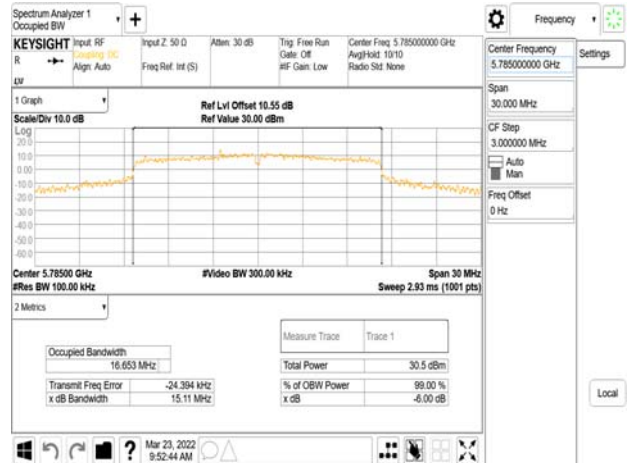 Spectrum Analyzer 1
Occupied BW
Frequency
KEYSIGHT Input: RF Input Z: 50 Ω Atten: 30 dB Trig: Free Run Center Freq: 5.785000000 GHz
R Coupling: DC Gate: Off Avg|Hold: 10/10
Align: Auto Freq Ref: Int (S) #IF Gain: Low Radio Std: None
Center Frequency
5.785000000 GHz
Settings
Span
30.000 MHz
CF Step
3.000000 MHz
Auto
Man
Freq Offset
0 Hz
1 Graph
Ref Lvl Offset 10.55 dB
Scale/Div 10.0 dB Ref Value 30.00 dBm
Log
20.0
10.0
0.00
-10.0
-20.0
-30.0
-40.0
-50.0
-60.0
Center 5.78500 GHz #Video BW 300.00 kHz Span 30 MHz
#Res BW 100.00 kHz Sweep 2.93 ms (1001 pts)
2 Metrics
Measure Trace Trace 1
Occupied Bandwidth
16.653 MHz Total Power 30.5 dBm
Transmit Freq Error -24.394 kHz % of OBW Power 99.00 %
x dB Bandwidth 15.11 MHz x dB -6.00 dB
Local
Mar 23, 2022
9:52:44 AM